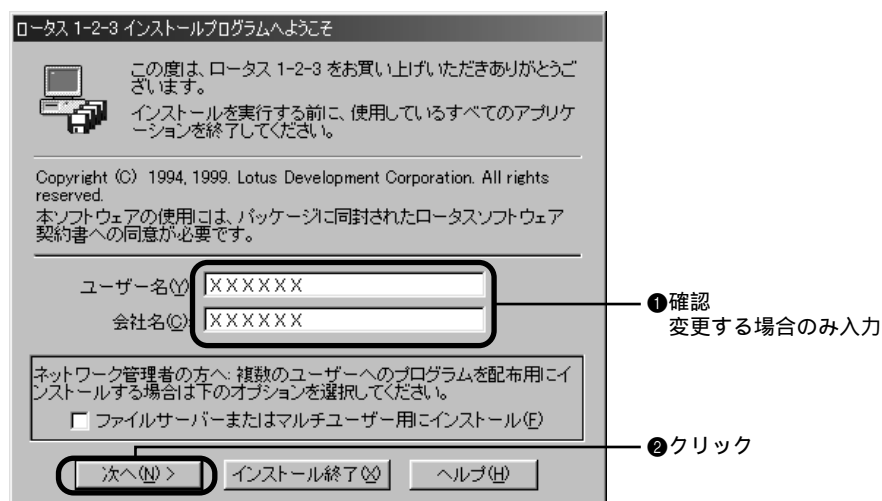 ロータス 1-2-3 インストールプログラムへようこそ
この度は、ロータス 1-2-3 をお買い上げいただきありがとうご
ざいます。
インストールを実行する前に、使用しているすべてのアプリケ
ーションを終了してください。
Copyright (C) 1994, 1999. Lotus Development Corporation. All rights
reserved.
本ソフトウェアの使用には、パッケージに同封されたロータスソフトウェア
契約書への同意が必要です。
ユーザー名(Y) XXXXXX
会社名(C): XXXXXX
❶確認
変更する場合のみ入力
ネットワーク管理者の方へ: 複数のユーザーへのプログラムを配布用にイ
ンストールする場合は下のオプションを選択してください。
ファイルサーバーまたはマルチユーザー用にインストール(F)
❷クリック
次へ(N) > インストール終了(X) ヘルプ(H)